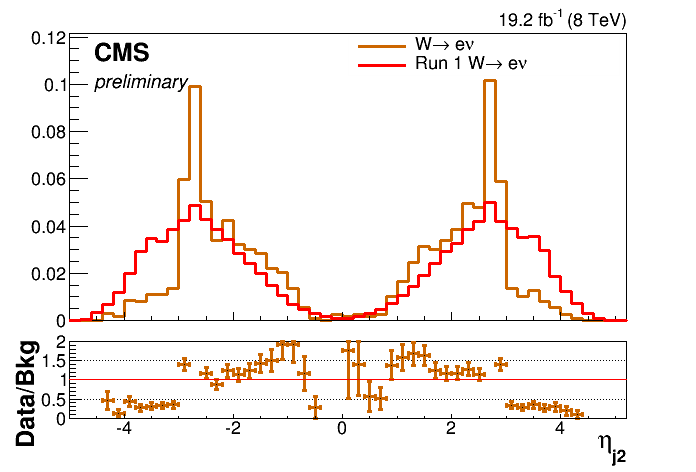 19.2 fb⁻¹ (8 TeV)
CMS
preliminary
W→ eν
Run 1 W→ eν
0.12
0.1
0.08
0.06
0.04
0.02
0
Data/Bkg
2
1.5
1
0.5
0
-4 -2 0 2 4
η_j2